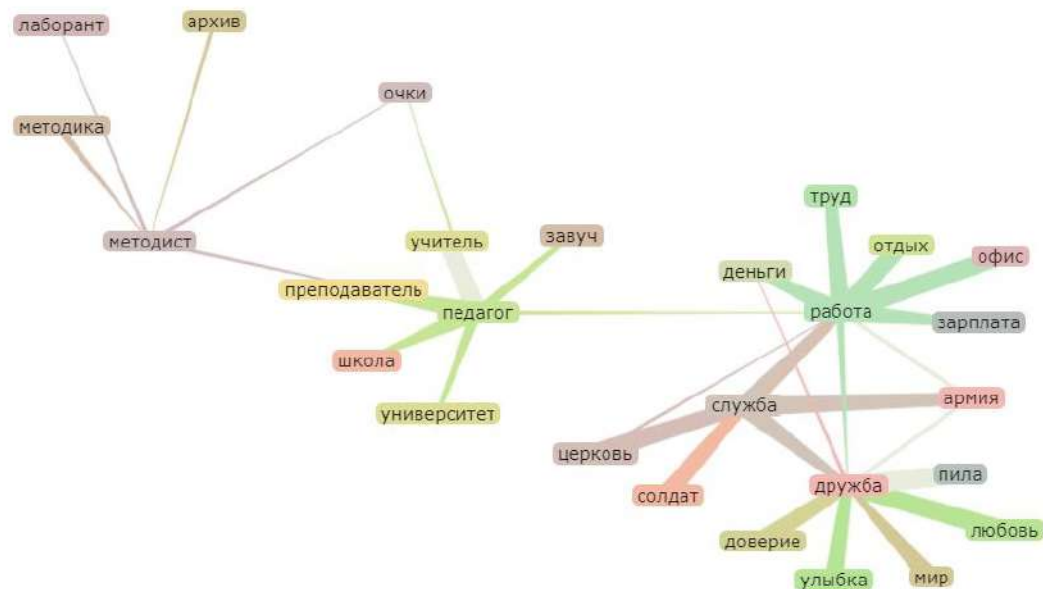 лаборант
архив
очки
методика
методист
учитель
завуч
преподаватель
педагог
школа
университет
труд
отдых
офис
деньги
работа
зарплата
служба
армия
церковь
солдат
дружба
пила
доверие
любовь
улыбка
мир